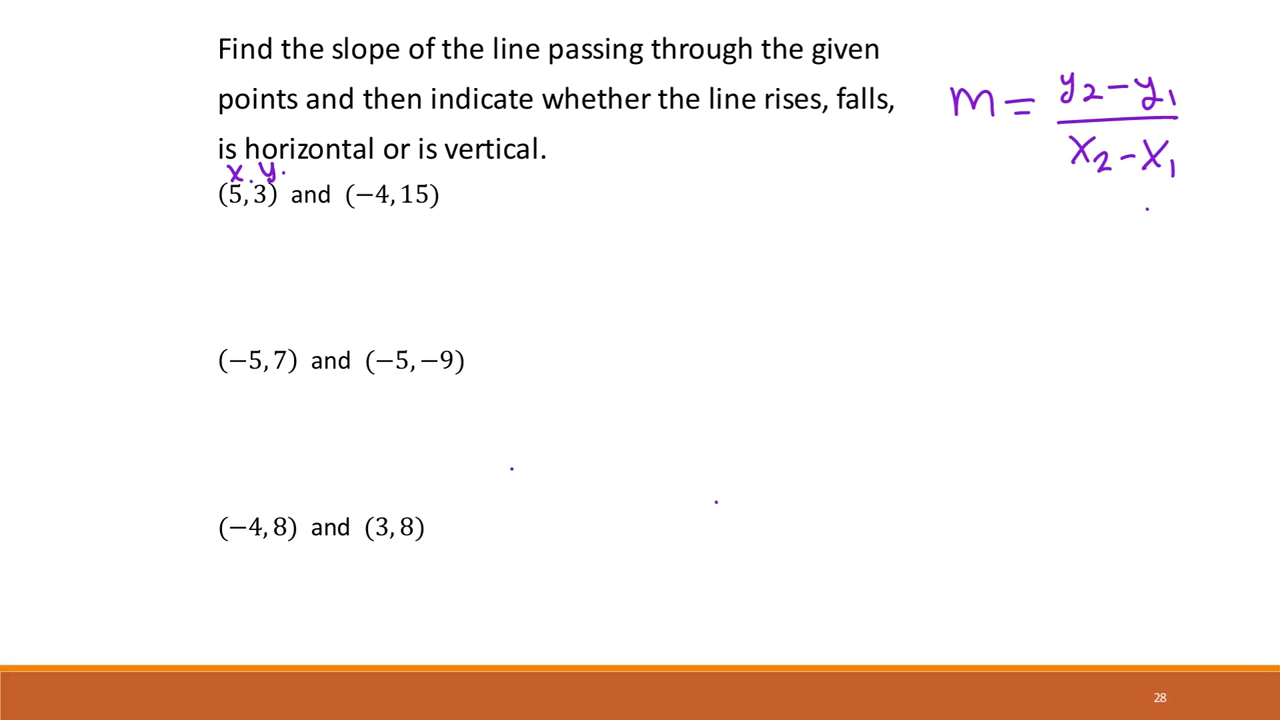 Find the slope of the line passing through the given
points and then indicate whether the line rises, falls,
is horizontal or is vertical.
x. y.
(5, 3) and (−4, 15)
m = y₂ − y₁ / x₂ − x₁
(−5, 7) and (−5, −9)
(−4, 8) and (3, 8)
28